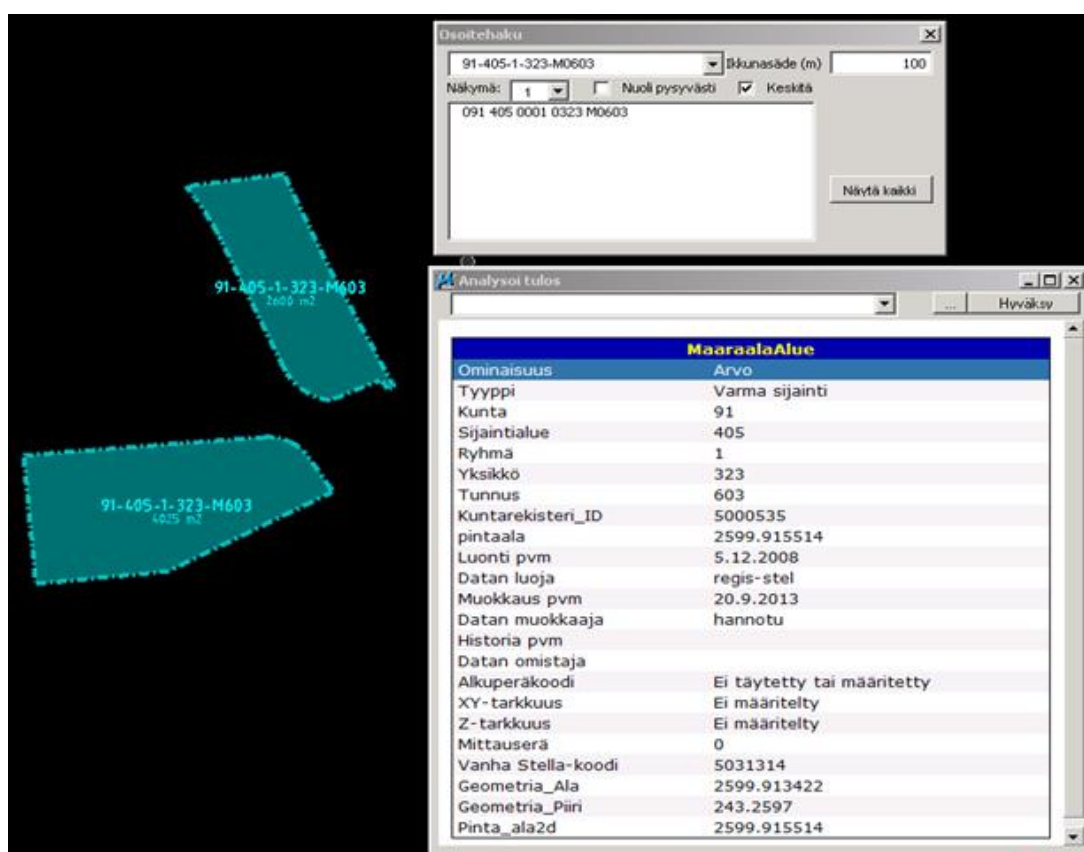 Osoitehaku
91-405-1-323-M0603 Ikkunasäde (m) 100
Näkymä: 1 Nuoli pysyvästi Keskitä
091 405 0001 0323 M0603
Näytä kaikki
91-405-1-323-M603
2600 m2
91-405-1-323-M603
4025 m2
Analysoi tulos
... Hyväksy
MaaraalaAlue
Ominaisuus Arvo
Tyyppi Varma sijainti
Kunta 91
Sijaintialue 405
Ryhmä 1
Yksikkö 323
Tunnus 603
Kuntarekisteri_ID 5000535
pintaala 2599.915514
Luonti pvm 5.12.2008
Datan luoja regis-stel
Muokkaus pvm 20.9.2013
Datan muokkaaja hannotu
Historia pvm
Datan omistaja
Alkuperäkoodi Ei täytetty tai määritetty
XY-tarkkuus Ei määritelty
Z-tarkkuus Ei määritelty
Mittauserä 0
Vanha Stella-koodi 5031314
Geometria_Ala 2599.913422
Geometria_Piiri 243.2597
Pinta_ala2d 2599.915514